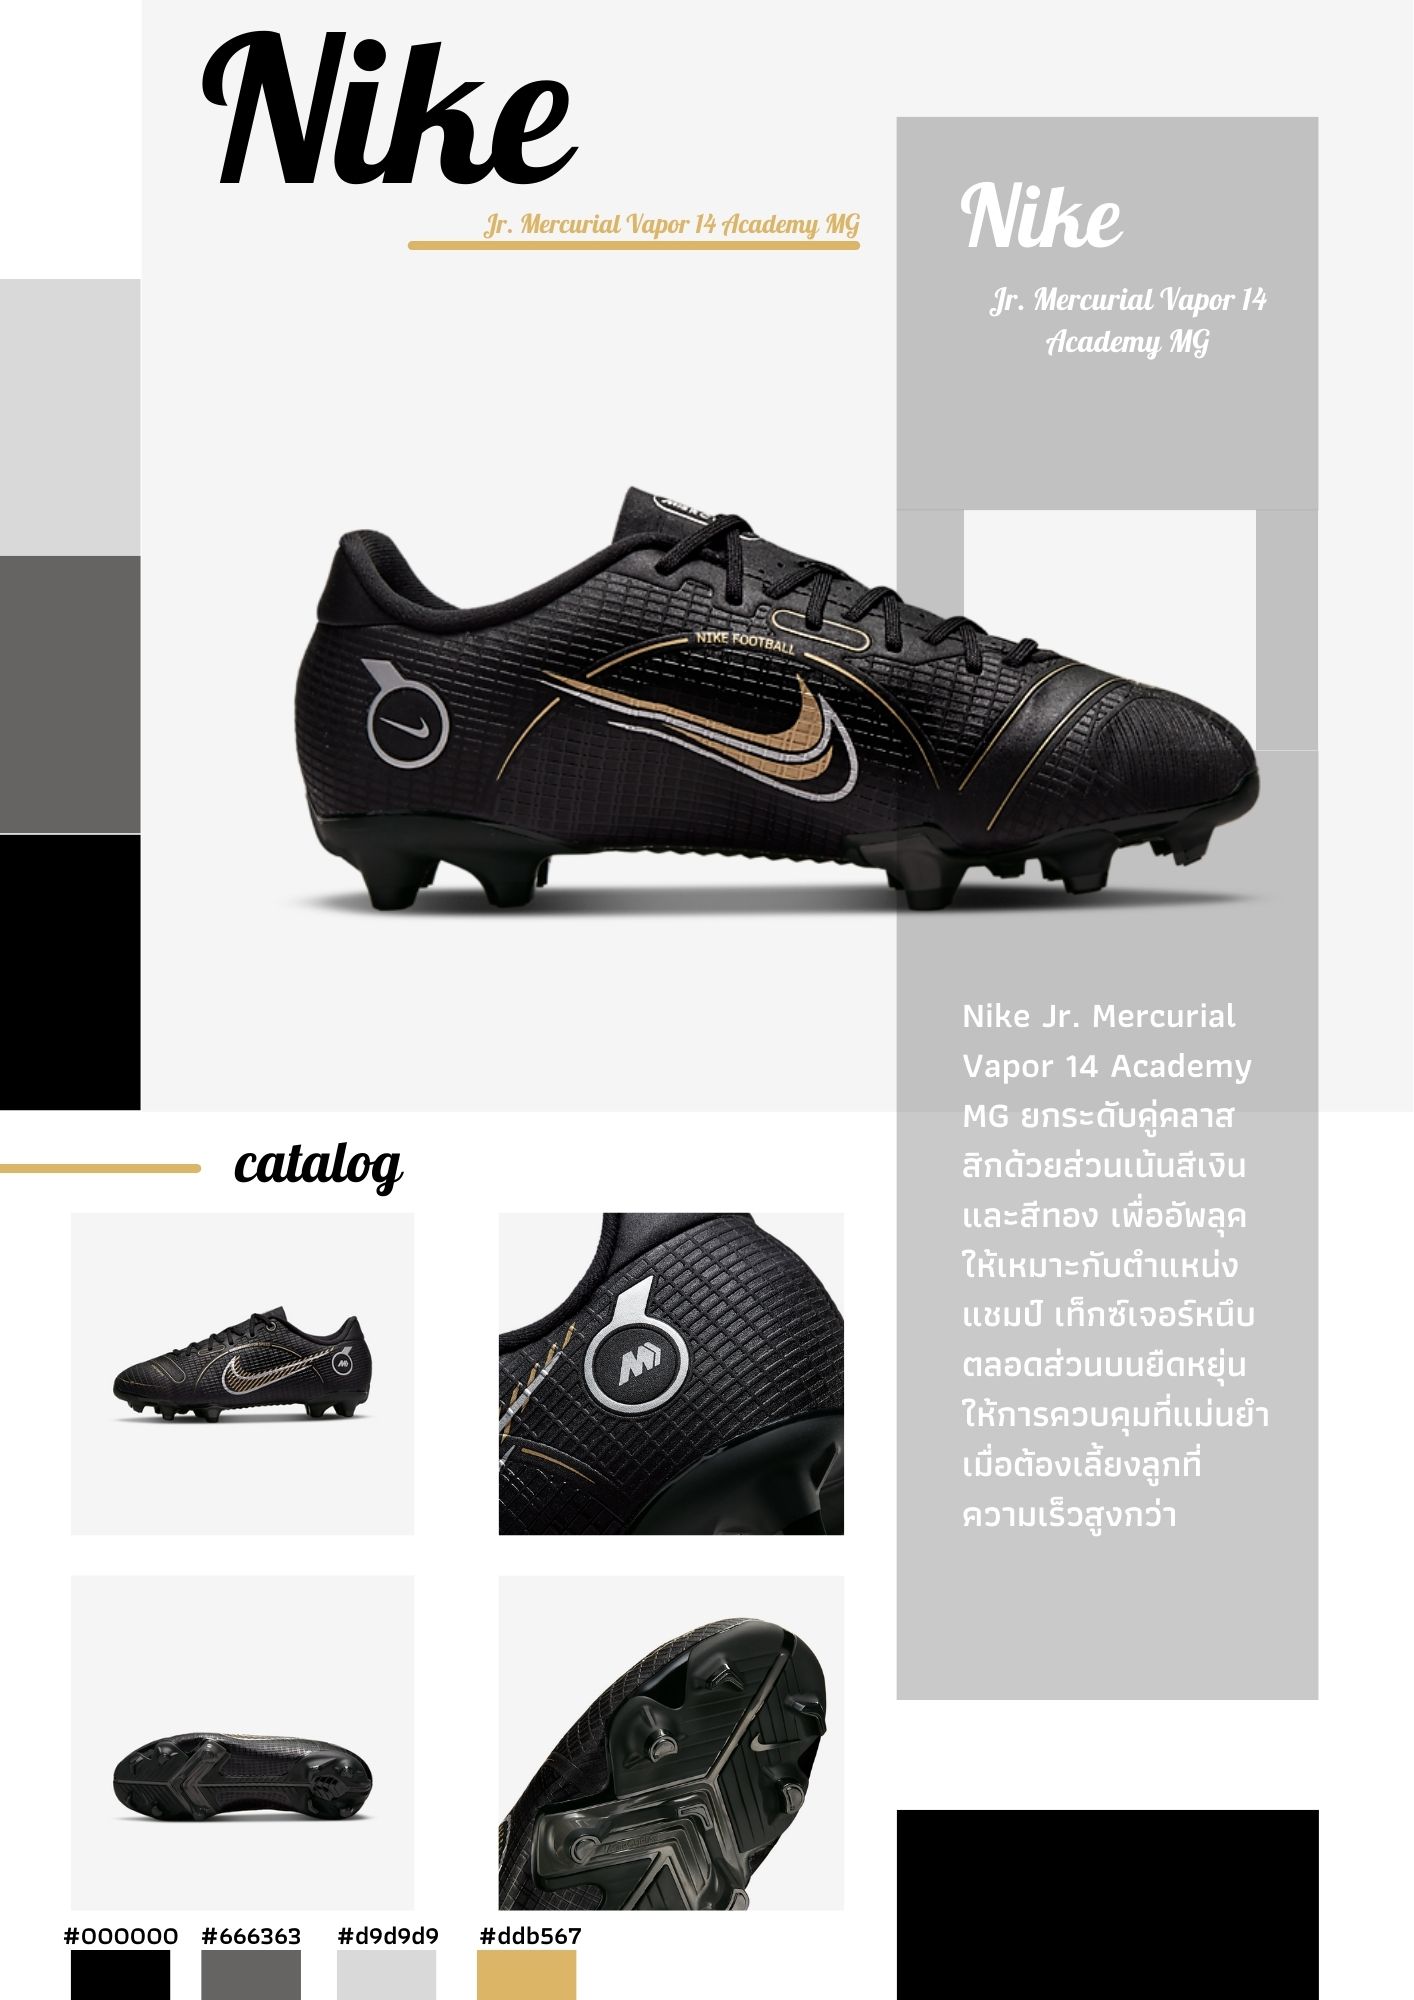 Nike
Jr. Mercurial Vapor 14 Academy MG
Nike
Jr. Mercurial Vapor 14
Academy MG
NIKE FOOTBALL
Nike Jr. Mercurial
Vapor 14 Academy
MG ยกระดับคู่คลาส
สิกด้วยส่วนเน้นสีเงิน
และสีทอง เพื่ออัพลุค
ให้เหมาะกับตำแหน่ง
แชมป์ เท็กซ์เจอร์หนึบ
ตลอดส่วนบนยืดหยุ่น
ให้การควบคุมที่แม่นยำ
เมื่อต้องเลี้ยงลูกที่
ความเร็วสูงกว่า
catalog
#000000 #666363 #d9d9d9 #ddb567